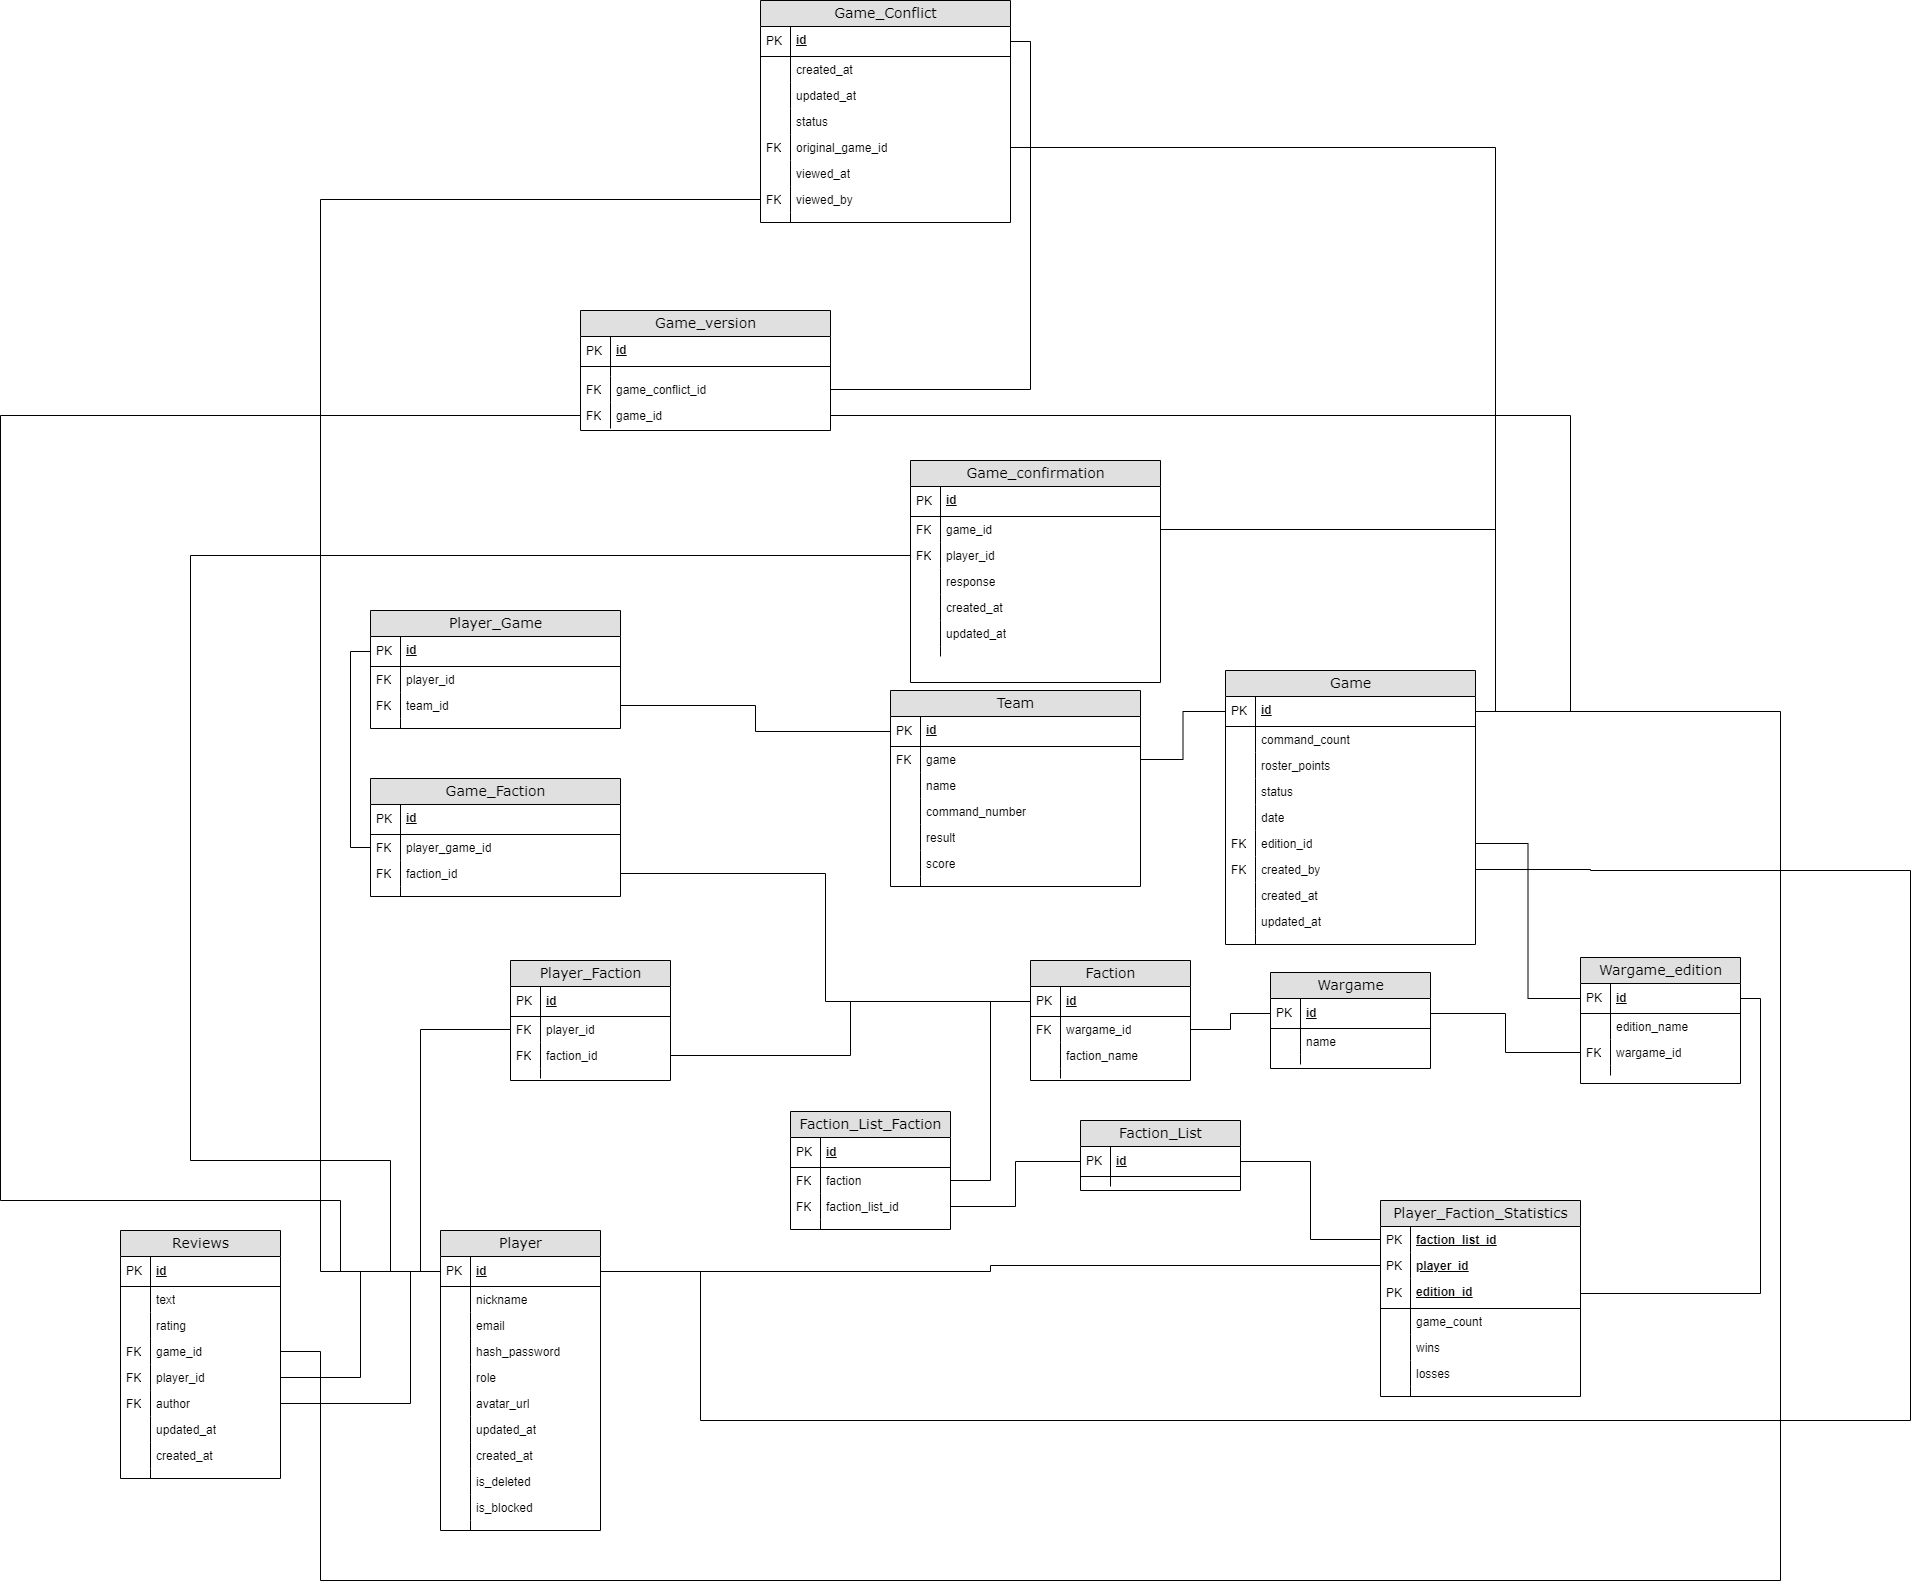 Game_Conflict
PK id
created_at
updated_at
status
FK original_game_id
viewed_at
FK viewed_by
Game_version
PK id
FK game_conflict_id
FK game_id
Game_confirmation
PK id
FK game_id
FK player_id
response
created_at
updated_at
Player_Game
PK id
FK player_id
FK team_id
Team
PK id
FK game
name
command_number
result
score
Game
PK id
command_count
roster_points
status
date
FK edition_id
FK created_by
created_at
updated_at
Game_Faction
PK id
FK player_game_id
FK faction_id
Player_Faction
PK id
FK player_id
FK faction_id
Faction
PK id
FK wargame_id
faction_name
Wargame
PK id
name
Wargame_edition
PK id
edition_name
FK wargame_id
Faction_List_Faction
PK id
FK faction
FK faction_list_id
Faction_List
PK id
Player_Faction_Statistics
PK faction_list_id
PK player_id
PK edition_id
game_count
wins
losses
Reviews
PK id
text
rating
FK game_id
FK player_id
FK author
updated_at
created_at
Player
PK id
nickname
email
hash_password
role
avatar_url
updated_at
created_at
is_deleted
is_blocked